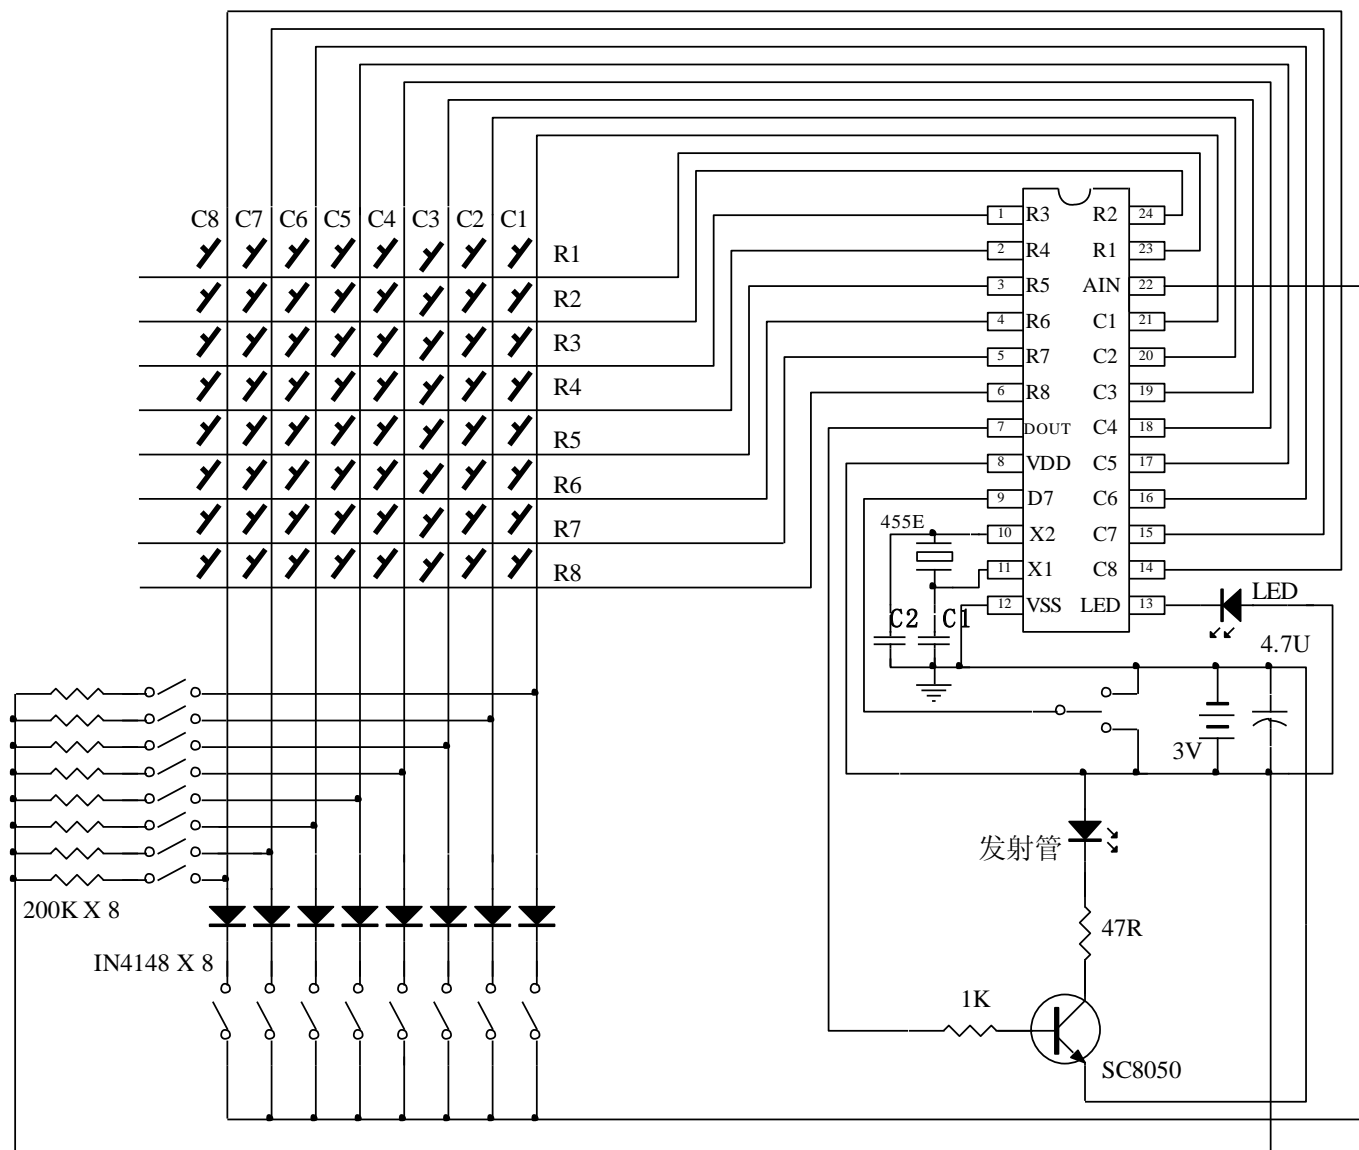 C8 C7 C6 C5 C4 C3 C2 C1
R1
R2
R3
R4
R5
R6
R7
R8
1 R3 R2 24
2 R4 R1 23
3 R5 AIN 22
4 R6 C1 21
5 R7 C2 20
6 R8 C3 19
7 DOUT C4 18
8 VDD C5 17
9 D7 C6 16
455E
10 X2 C7 15
11 X1 C8 14
12 VSS LED 13
LED
C2 C1
4.7U
3V
发射管
200K X 8
47R
IN4148 X 8
1K
SC8050